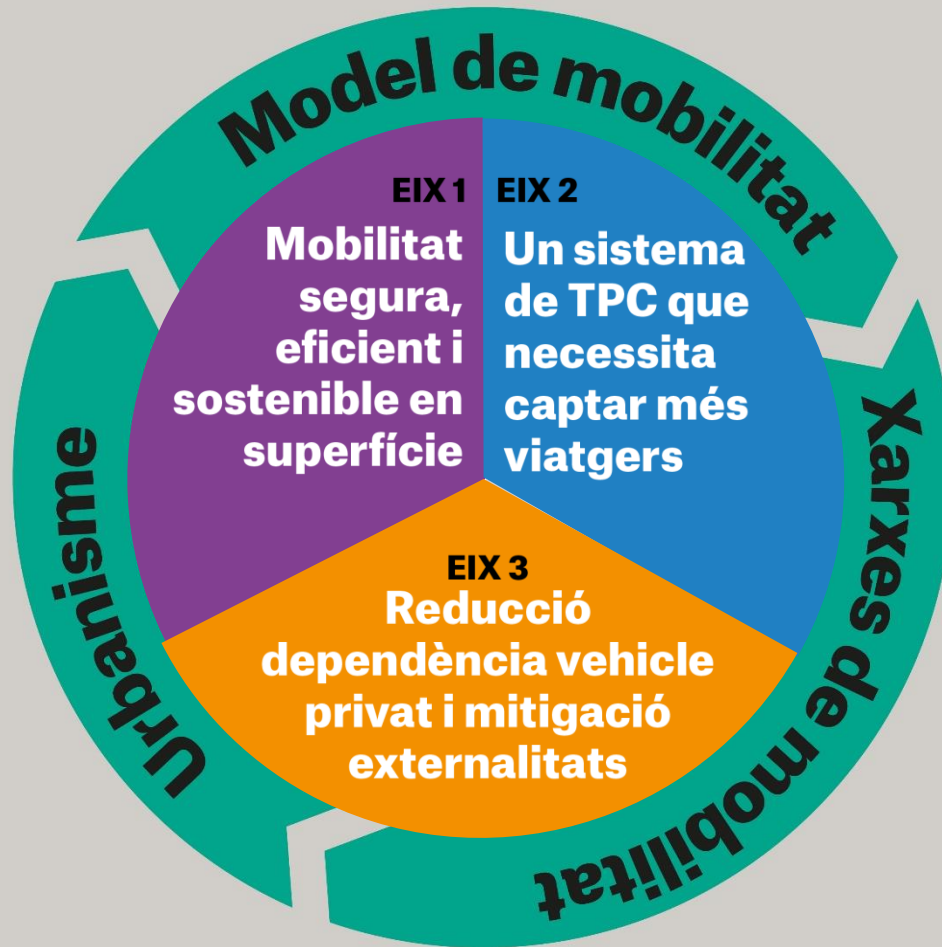 Model de mobilitat
EIX 1
Mobilitat
segura,
eficient i
sostenible en
superfície
EIX 2
Un sistema
de TPC que
necessita
captar més
viatgers
EIX 3
Reducció
dependència vehicle
privat i mitigació
externalitats
Xarxes de mobilitat
Urbanisme